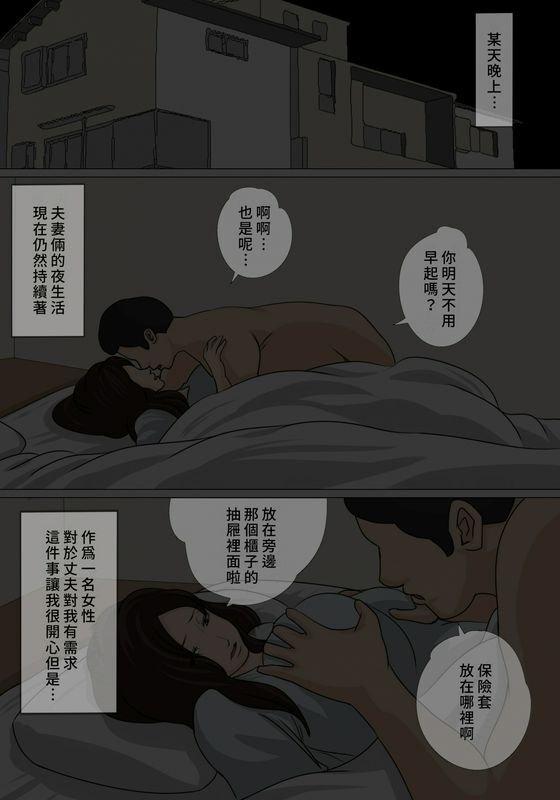 某天晚上…
你明天不用
早起嗎？
啊啊…
也是呢…
夫妻倆的夜生活
現在仍然持續著
保險套
放在哪裡啊
放在旁邊
那個櫃子的
抽屜裡面啦
作爲一名女性
對於丈夫對我有需求
這件事讓我很開心但是…